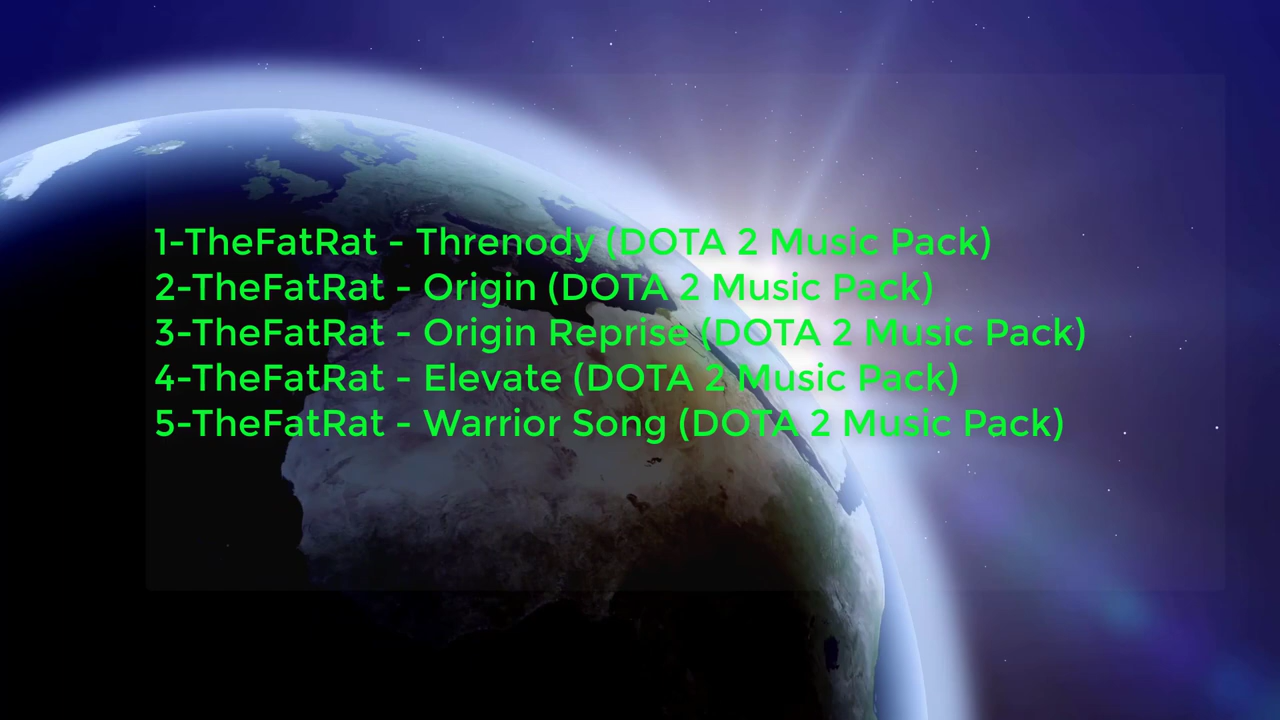 1-TheFatRat - Threnody (DOTA 2 Music Pack)
2-TheFatRat - Origin (DOTA 2 Music Pack)
3-TheFatRat - Origin Reprise (DOTA 2 Music Pack)
4-TheFatRat - Elevate (DOTA 2 Music Pack)
5-TheFatRat - Warrior Song (DOTA 2 Music Pack)